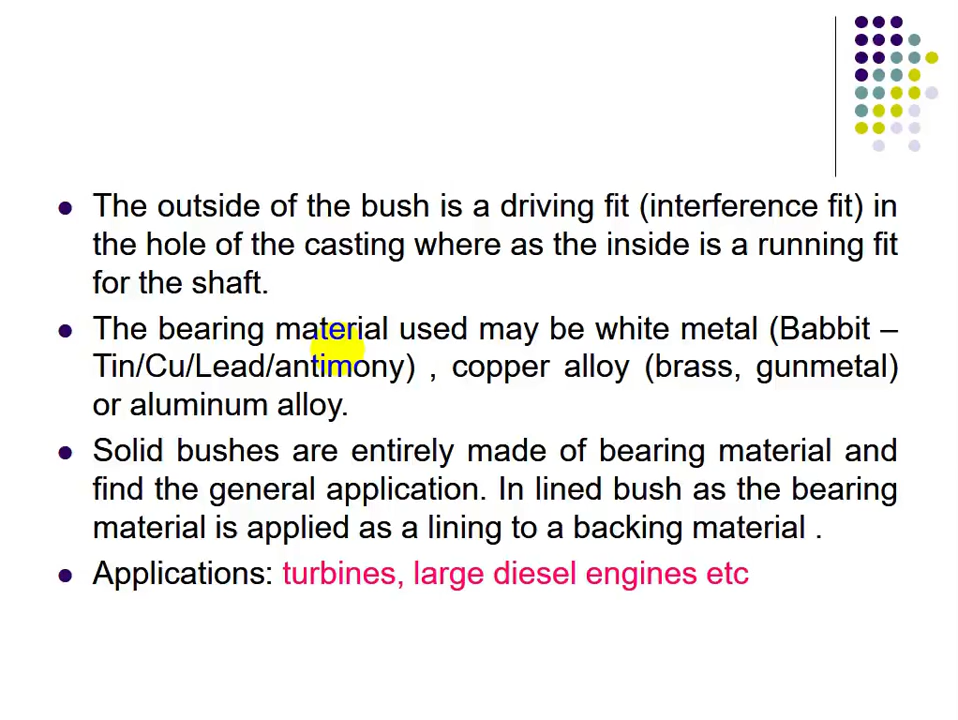 The outside of the bush is a driving fit (interference fit) in
the hole of the casting where as the inside is a running fit
for the shaft.
The bearing material used may be white metal (Babbit –
Tin/Cu/Lead/antimony) , copper alloy (brass, gunmetal)
or aluminum alloy.
Solid bushes are entirely made of bearing material and
find the general application. In lined bush as the bearing
material is applied as a lining to a backing material .
Applications: turbines, large diesel engines etc